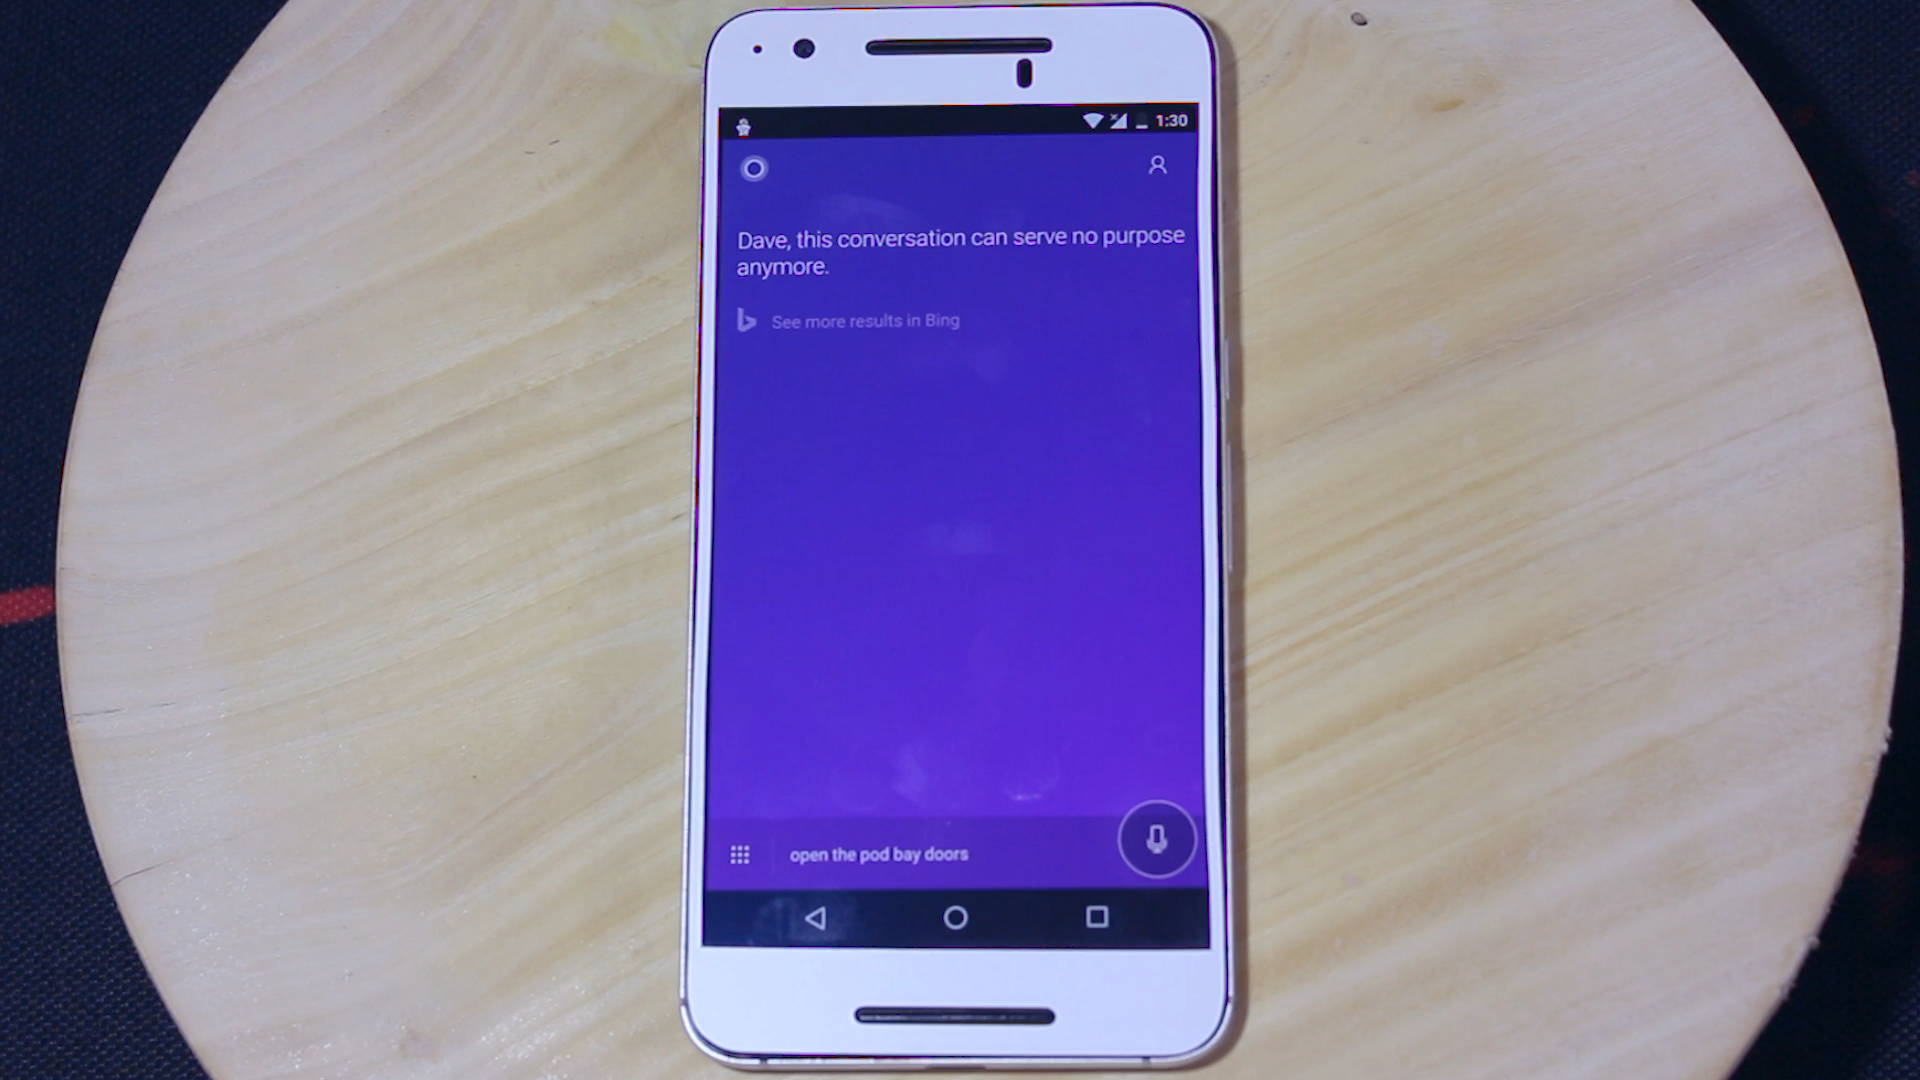 1:30
Dave, this conversation can serve no purpose
anymore.
See more results in Bing
open the pod bay doors